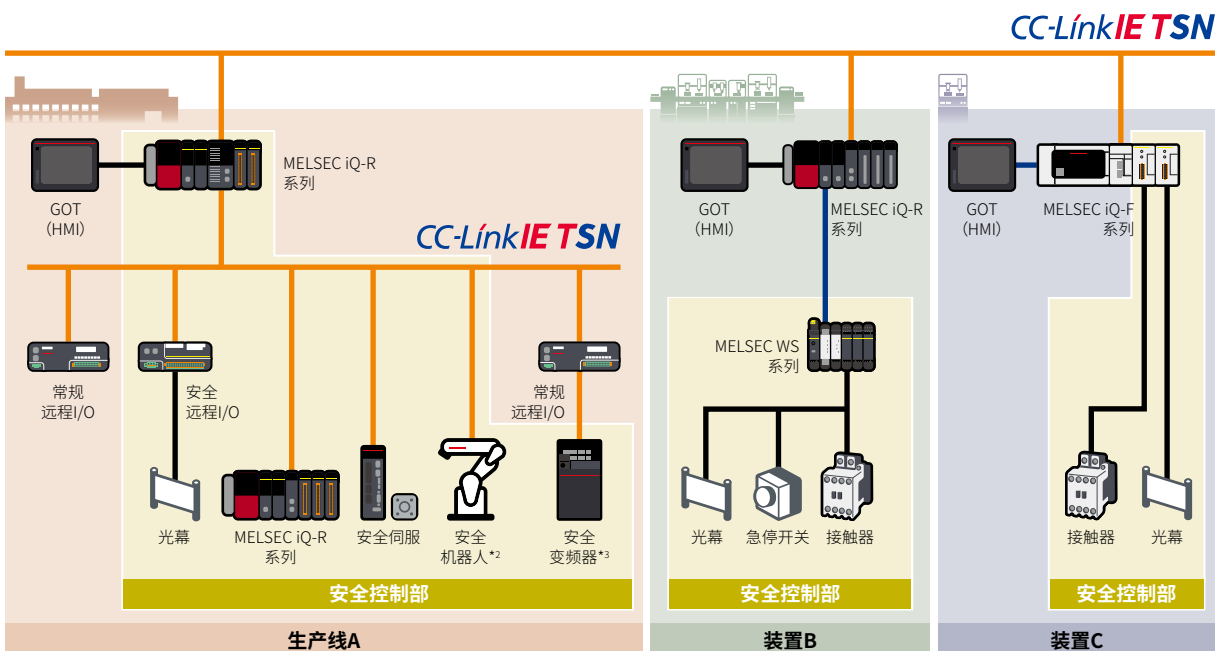 CC-Link IE TSN
GOT
（HMI）
MELSEC iQ-R
系列
CC-Link IE TSN
常规
远程I/O
安全
远程I/O
常规
远程I/O
光幕
MELSEC iQ-R
系列
安全伺服
安全
机器人*2
安全
变频器*3
安全控制部
生产线A
GOT
（HMI）
MELSEC iQ-R
系列
MELSEC WS
系列
光幕
急停开关
接触器
安全控制部
装置B
GOT
（HMI）
MELSEC iQ-F
系列
接触器
光幕
安全控制部
装置C